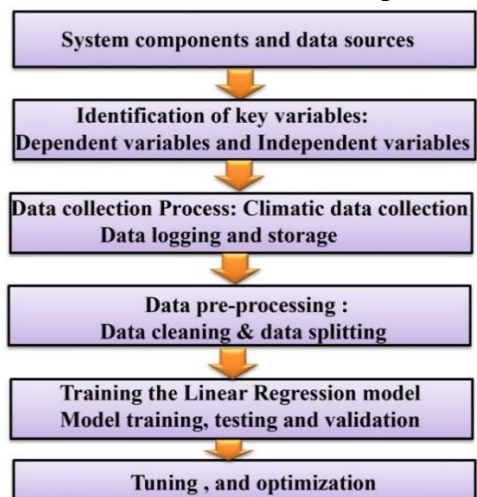 System components and data sources
Identification of key variables:
Dependent variables and Independent variables
Data collection Process: Climatic data collection
Data logging and storage
Data pre-processing :
Data cleaning & data splitting
Training the Linear Regression model
Model training, testing and validation
Tuning , and optimization